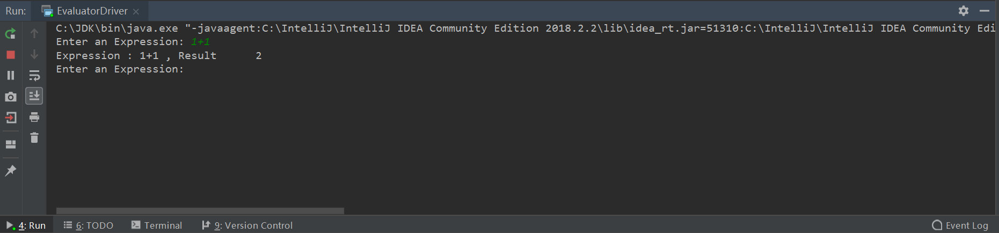 Run: EvaluatorDriver
C:\JDK\bin\java.exe "-javaagent:C:\IntelliJ\IntelliJ IDEA Community Edition 2018.2.2\lib\idea_rt.jar=51310:C:\IntelliJ\IntelliJ IDEA Community Edi
Enter an Expression: 1+1
Expression : 1+1 , Result      2
Enter an Expression:
4: Run 6: TODO Terminal 9: Version Control Event Log